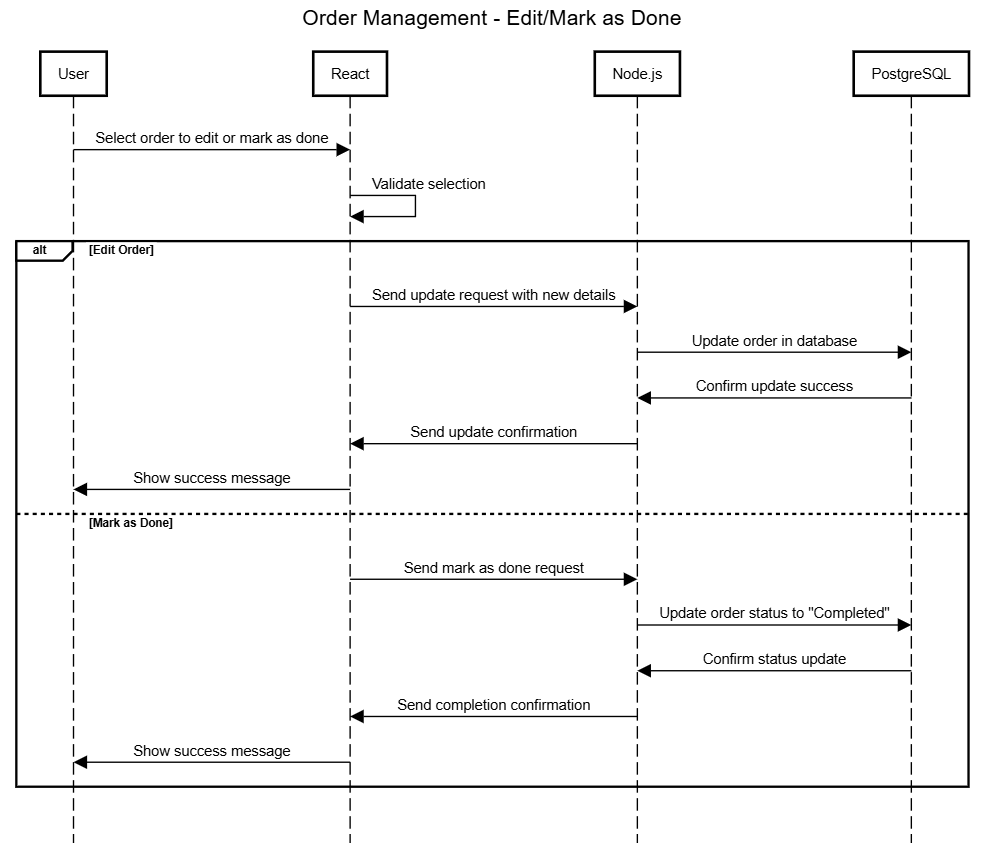 Order Management - Edit/Mark as Done
User
React
Node.js
PostgreSQL
Select order to edit or mark as done
Validate selection
alt
[Edit Order]
Send update request with new details
Update order in database
Confirm update success
Send update confirmation
Show success message
[Mark as Done]
Send mark as done request
Update order status to "Completed"
Confirm status update
Send completion confirmation
Show success message